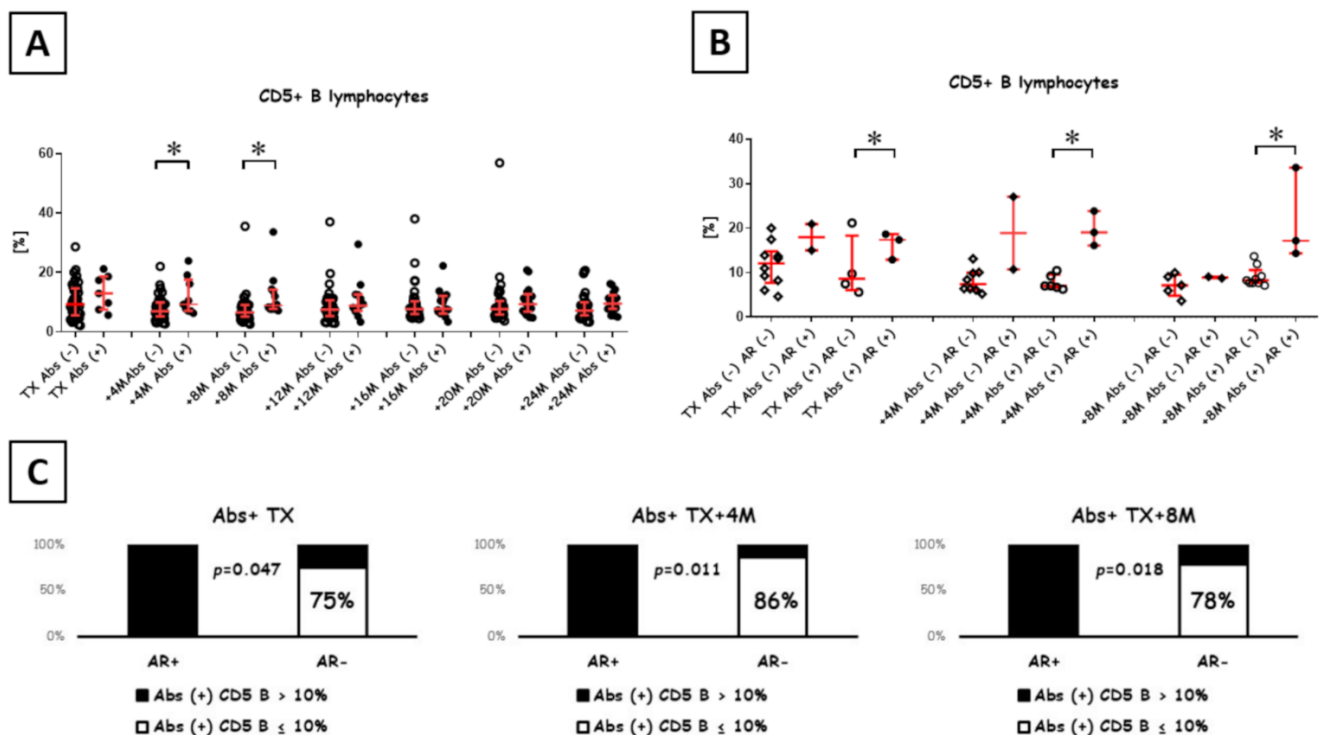 A
CD5+ B lymphocytes
[%]
60
40
20
0
*
*
TX Abs (-)
TX Abs (+)
+4MAbs (-)
+4M Abs (+)
+8M Abs (-)
+8M Abs (+)
+12M Abs (-)
+12M Abs (+)
+16M Abs (-)
+16M Abs (+)
+20M Abs (-)
+20M Abs (+)
+24M Abs (-)
+24M Abs (+)
B
CD5+ B lymphocytes
[%]
40
30
20
10
0
*
*
*
TX Abs (-) AR (-)
TX Abs (-) AR (+)
TX Abs (+) AR (-)
TX Abs (+) AR (+)
+4M Abs (-) AR (-)
+4M Abs (-) AR (+)
+4M Abs (+) AR (-)
+4M Abs (+) AR (+)
+8M Abs (-) AR (-)
+8M Abs (-) AR (+)
+8M Abs (+) AR (-)
+8M Abs (+) AR (+)
C
Abs+ TX
100%
50%
0%
p=0.047
75%
AR+ AR-
Abs (+) CD5 B > 10%
Abs (+) CD5 B ≤ 10%
Abs+ TX+4M
100%
50%
0%
p=0.011
86%
AR+ AR-
Abs (+) CD5 B > 10%
Abs (+) CD5 B ≤ 10%
Abs+ TX+8M
100%
50%
0%
p=0.018
78%
AR+ AR-
Abs (+) CD5 B > 10%
Abs (+) CD5 B ≤ 10%